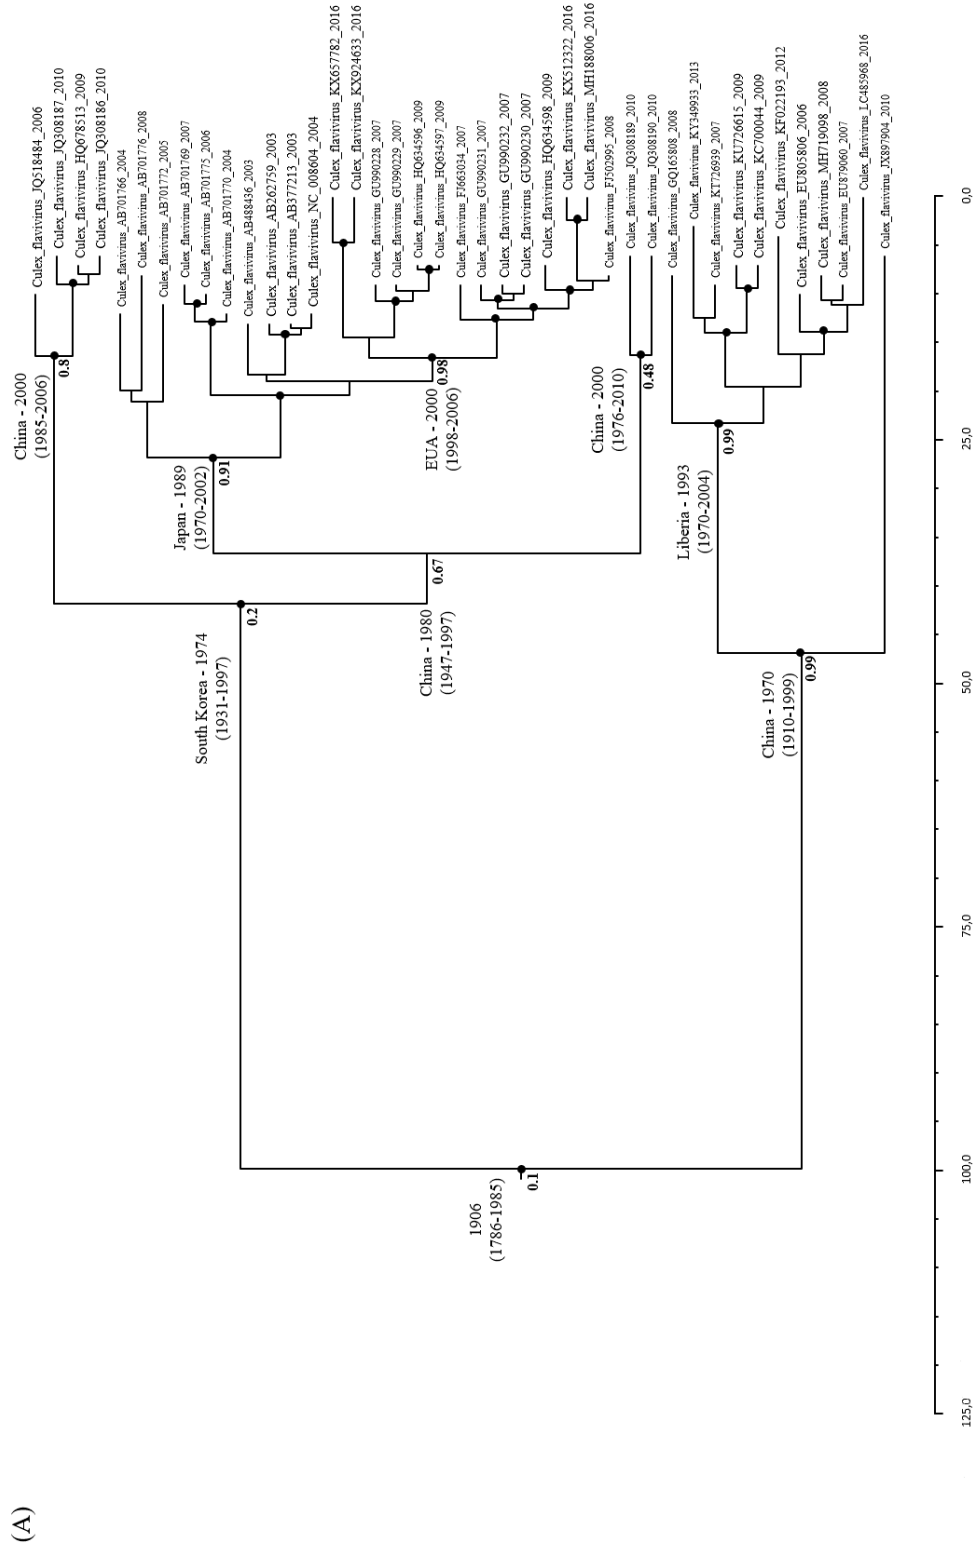 (A)
Culex_flavivirus_JQ518484_2006
Culex_flavivirus_JQ308187_2010
Culex_flavivirus_HQ678513_2009
Culex_flavivirus_JQ308186_2010
Culex_flavivirus_AB701766_2004
Culex_flavivirus_AB701776_2008
Culex_flavivirus_AB701772_2005
Culex_flavivirus_AB701769_2007
Culex_flavivirus_AB701775_2006
Culex_flavivirus_AB701770_2004
Culex_flavivirus_AB488436_2003
Culex_flavivirus_AB262759_2003
Culex_flavivirus_AB377213_2003
Culex_flavivirus_NC_008604_2004
Culex_flavivirus_KX657782_2016
Culex_flavivirus_KX924633_2016
Culex_flavivirus_GU990228_2007
Culex_flavivirus_GU990229_2007
Culex_flavivirus_HQ634596_2009
Culex_flavivirus_HQ634597_2009
Culex_flavivirus_FJ663034_2007
Culex_flavivirus_GU990231_2007
Culex_flavivirus_GU990232_2007
Culex_flavivirus_GU990230_2007
Culex_flavivirus_HQ634598_2009
Culex_flavivirus_KX512322_2016
Culex_flavivirus_MH188006_2016
Culex_flavivirus_FJ502995_2008
Culex_flavivirus_JQ308189_2010
Culex_flavivirus_JQ308190_2010
Culex_flavivirus_GQ165808_2008
Culex_flavivirus_KY349933_2013
Culex_flavivirus_KT726939_2007
Culex_flavivirus_KU726615_2009
Culex_flavivirus_KC700044_2009
Culex_flavivirus_KF022193_2012
Culex_flavivirus_EU805806_2006
Culex_flavivirus_MH719098_2008
Culex_flavivirus_EU879060_2007
Culex_flavivirus_LC485968_2016
Culex_flavivirus_JX897904_2010
China - 2000
(1985-2006)
0.8
Japan - 1989
(1970-2002)
0.91
EUA - 2000
(1998-2006)
0.98
China - 2000
(1976-2010)
0.48
Liberia - 1993
(1970-2004)
0.99
South Korea - 1974
(1931-1997)
0.2
China - 1980
(1947-1997)
0.67
China - 1970
(1910-1999)
0.99
1906
(1786-1985)
0.1
125,0
100,0
75,0
50,0
25,0
0,0